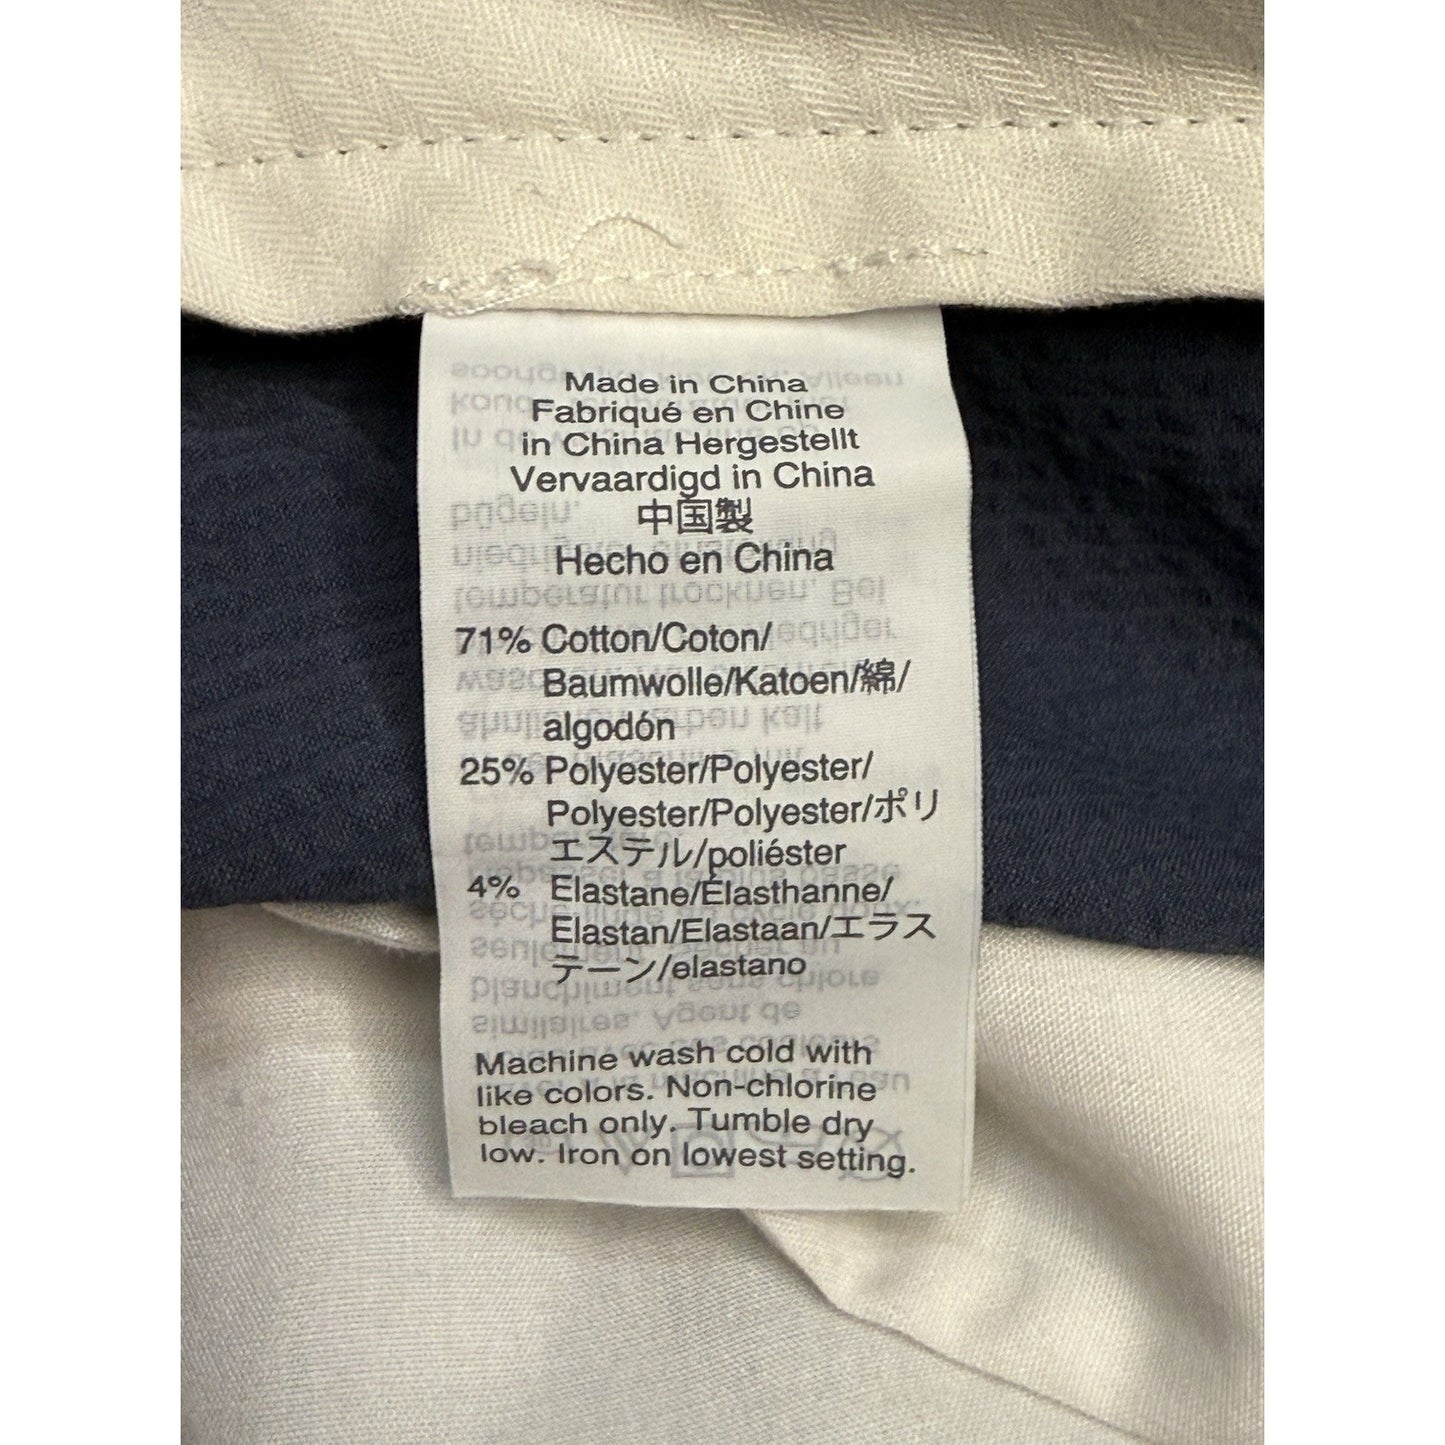 Made in China
Fabriqué en Chine
in China Hergestellt
Vervaardigd in China
中国製
Hecho en China
71% Cotton/Coton/
Baumwolle/Katoen/綿/
algodón
25% Polyester/Polyester/
Polyester/Polyester/ポリ
エステル/poliéster
4% Elastane/Élasthanne/
Elastan/Elastaan/エラス
テーン/elastano
Machine wash cold with
like colors. Non-chlorine
bleach only. Tumble dry
low. Iron on lowest setting.